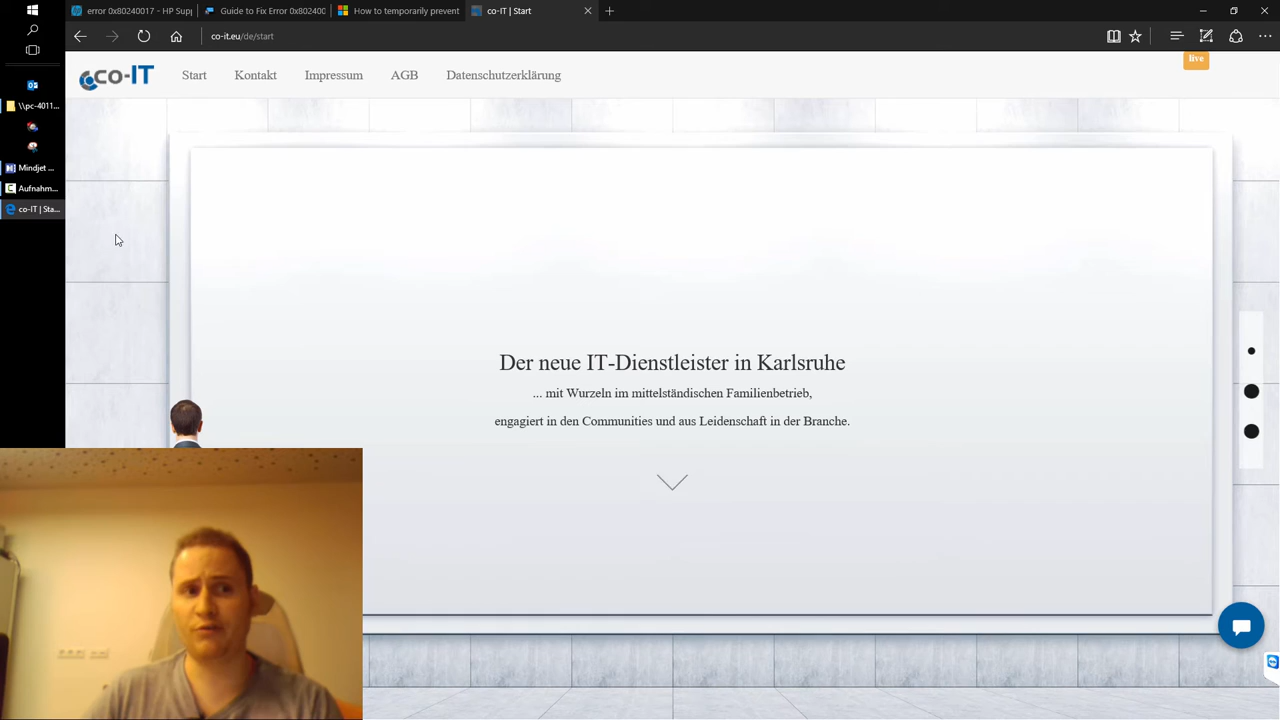 error 0x80240017 - HP Supp
Guide to Fix Error 0x802400
How to temporarily prevent
co-IT | Start
co-it.eu/de/start
co-IT
Start
Kontakt
Impressum
AGB
Datenschutzerklärung
live
\\pc-4011...
Mindjet ...
Aufnahm...
co-IT | Sta...
Der neue IT-Dienstleister in Karlsruhe
... mit Wurzeln im mittelständischen Familienbetrieb,
engagiert in den Communities und aus Leidenschaft in der Branche.